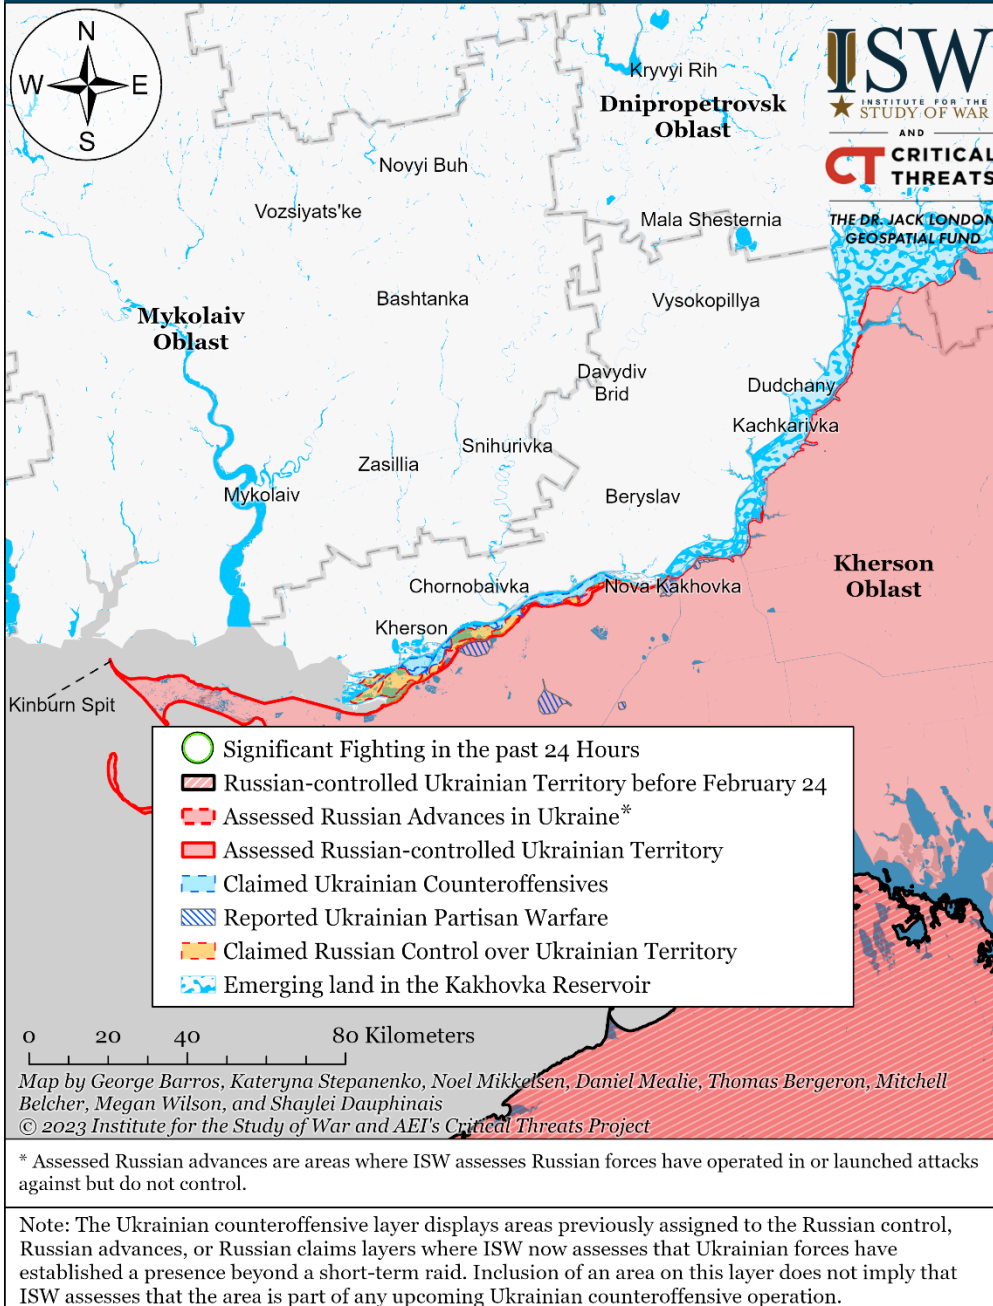 N
W
E
S
ISW
INSTITUTE FOR THE
STUDY OF WAR
AND
CT CRITICAL
THREATS
THE DR. JACK LONDON
GEOSPATIAL FUND
Kryvyi Rih
Dnipropetrovsk
Oblast
Novyi Buh
Vozsiyats'ke
Mala Shesternia
Bashtanka
Vysokopillya
Mykolaiv
Oblast
Davydiv
Brid
Dudchany
Kachkarivka
Snihurivka
Zasillia
Mykolaiv
Beryslav
Kherson
Oblast
Chornobaivka
Nova Kakhovka
Kherson
Kinburn Spit
Significant Fighting in the past 24 Hours
Russian-controlled Ukrainian Territory before February 24
Assessed Russian Advances in Ukraine*
Assessed Russian-controlled Ukrainian Territory
Claimed Ukrainian Counteroffensives
Reported Ukrainian Partisan Warfare
Claimed Russian Control over Ukrainian Territory
Emerging land in the Kakhovka Reservoir
0 20 40 80 Kilometers
Map by George Barros, Kateryna Stepanenko, Noel Mikkelsen, Daniel Mealie, Thomas Bergeron, Mitchell
Belcher, Megan Wilson, and Shaylei Dauphinais
© 2023 Institute for the Study of War and AEI's Critical Threats Project
* Assessed Russian advances are areas where ISW assesses Russian forces have operated in or launched attacks
against but do not control.
Note: The Ukrainian counteroffensive layer displays areas previously assigned to the Russian control,
Russian advances, or Russian claims layers where ISW now assesses that Ukrainian forces have
established a presence beyond a short-term raid. Inclusion of an area on this layer does not imply that
ISW assesses that the area is part of any upcoming Ukrainian counteroffensive operation.